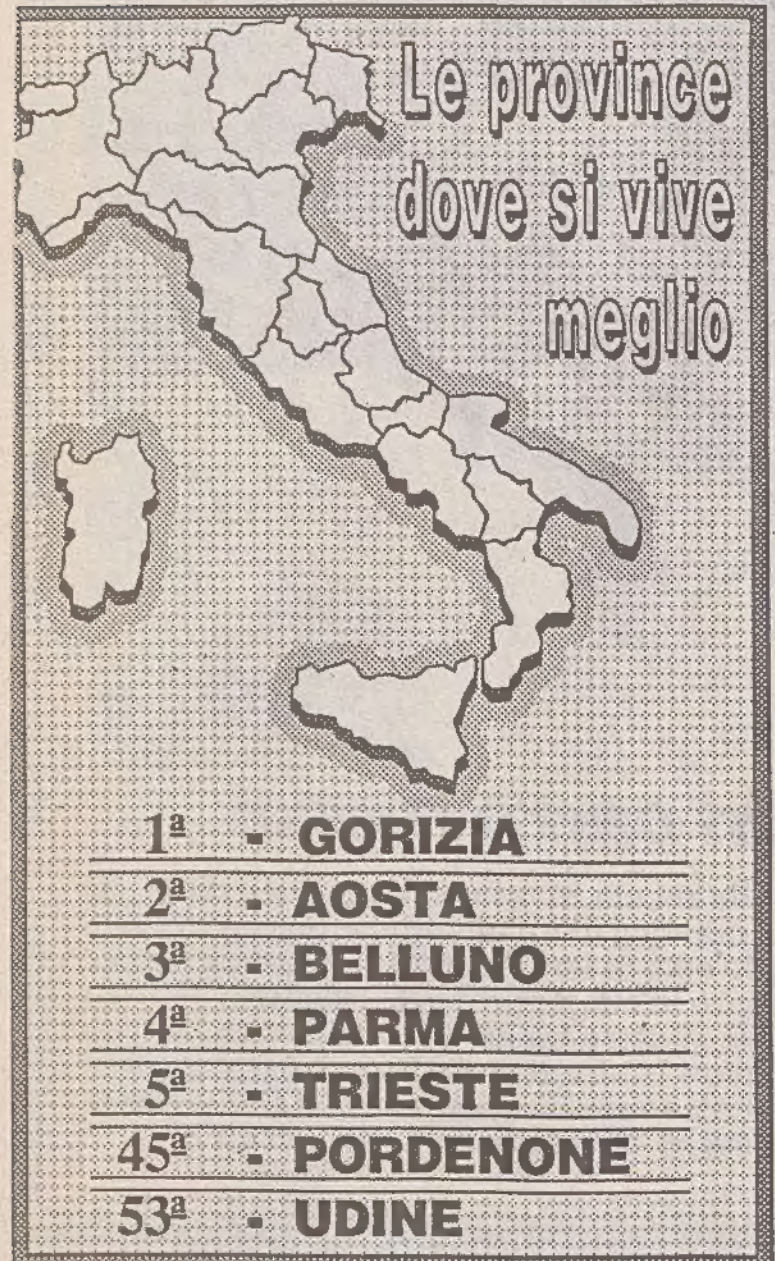 Le province
dove si vive
meglio
1ª - GORIZIA
2ª - AOSTA
3ª - BELLUNO
4ª - PARMA
5ª - TRIESTE
45ª - PORDENONE
53ª - UDINE